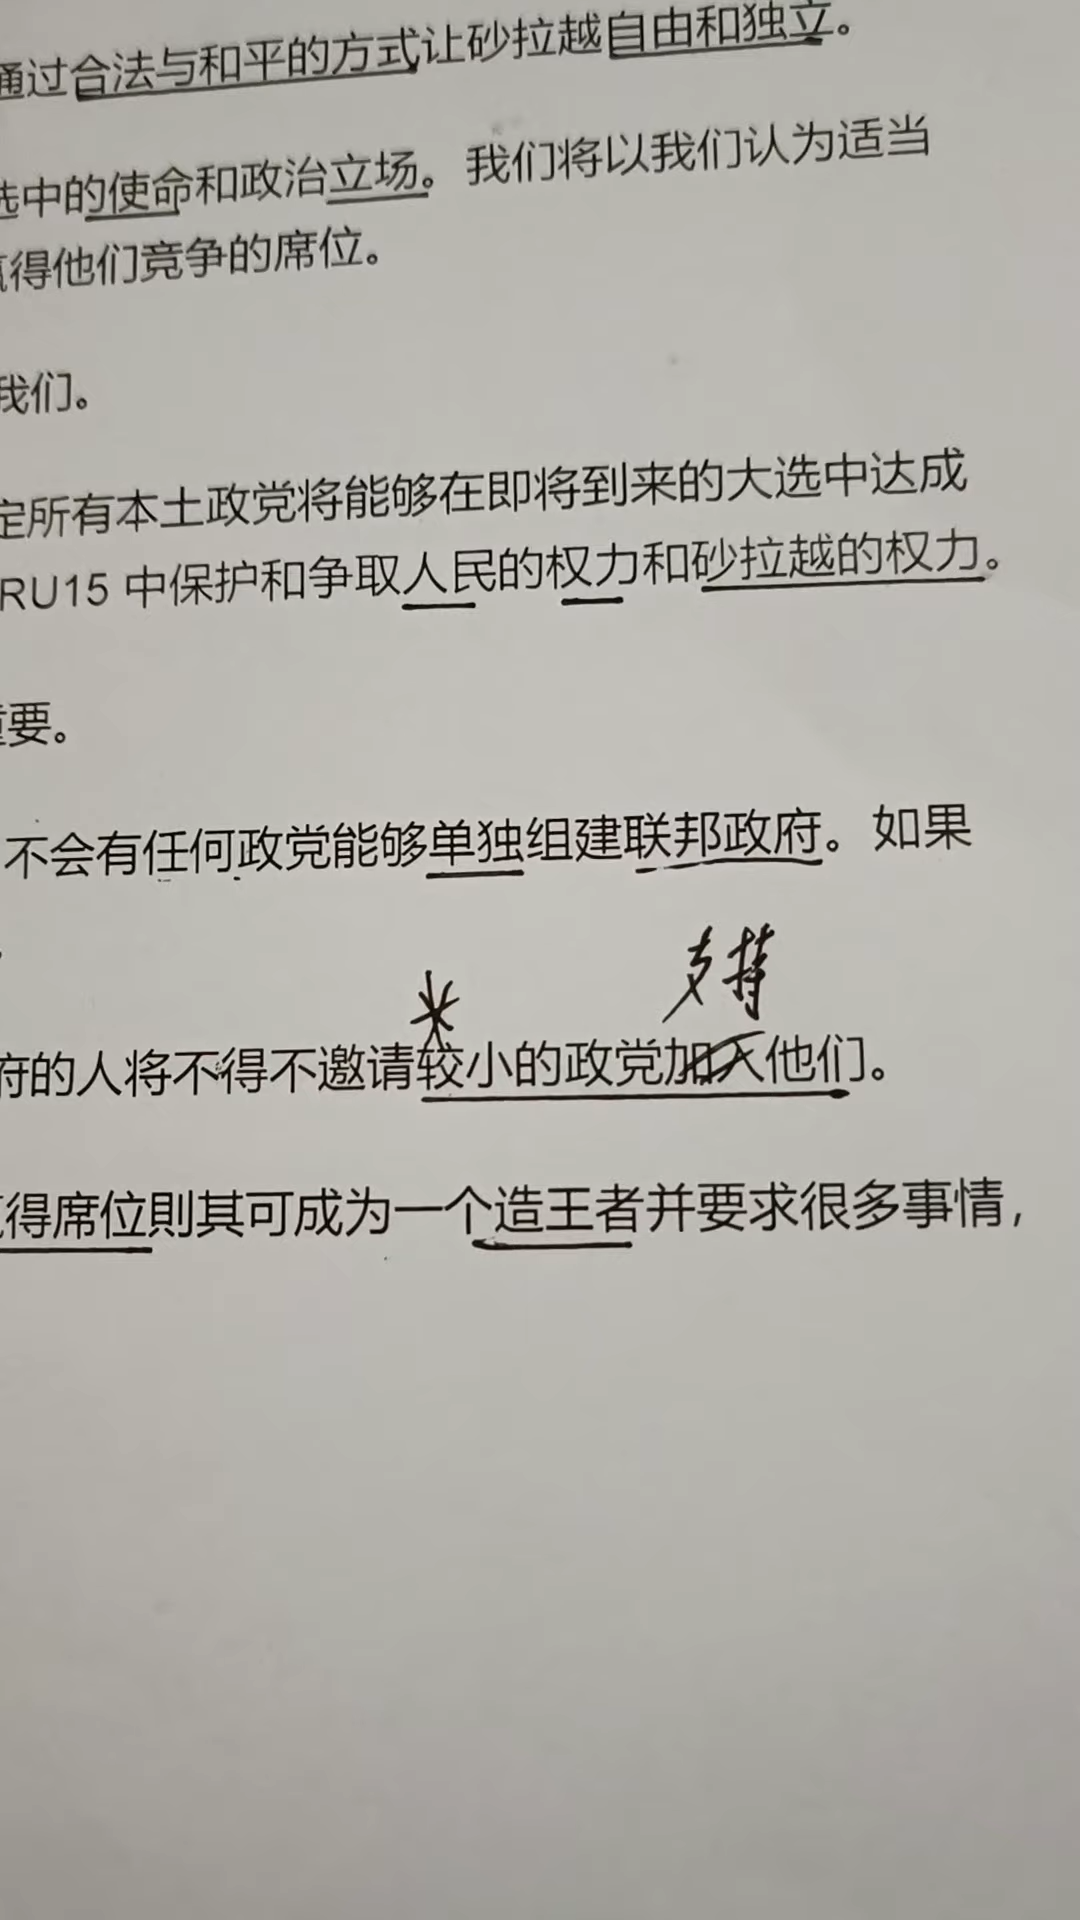 通过合法与和平的方式让砂拉越自由和独立。
选中的使命和政治立场。我们将以我们认为适当
赢得他们竞争的席位。
我们。
定所有本土政党将能够在即将到来的大选中达成
RU15 中保护和争取人民的权力和砂拉越的权力。
重要。
不会有任何政党能够单独组建联邦政府。如果
支持
府的人将不得不邀请较小的政党加入他们。
赢得席位則其可成为一个造王者并要求很多事情，